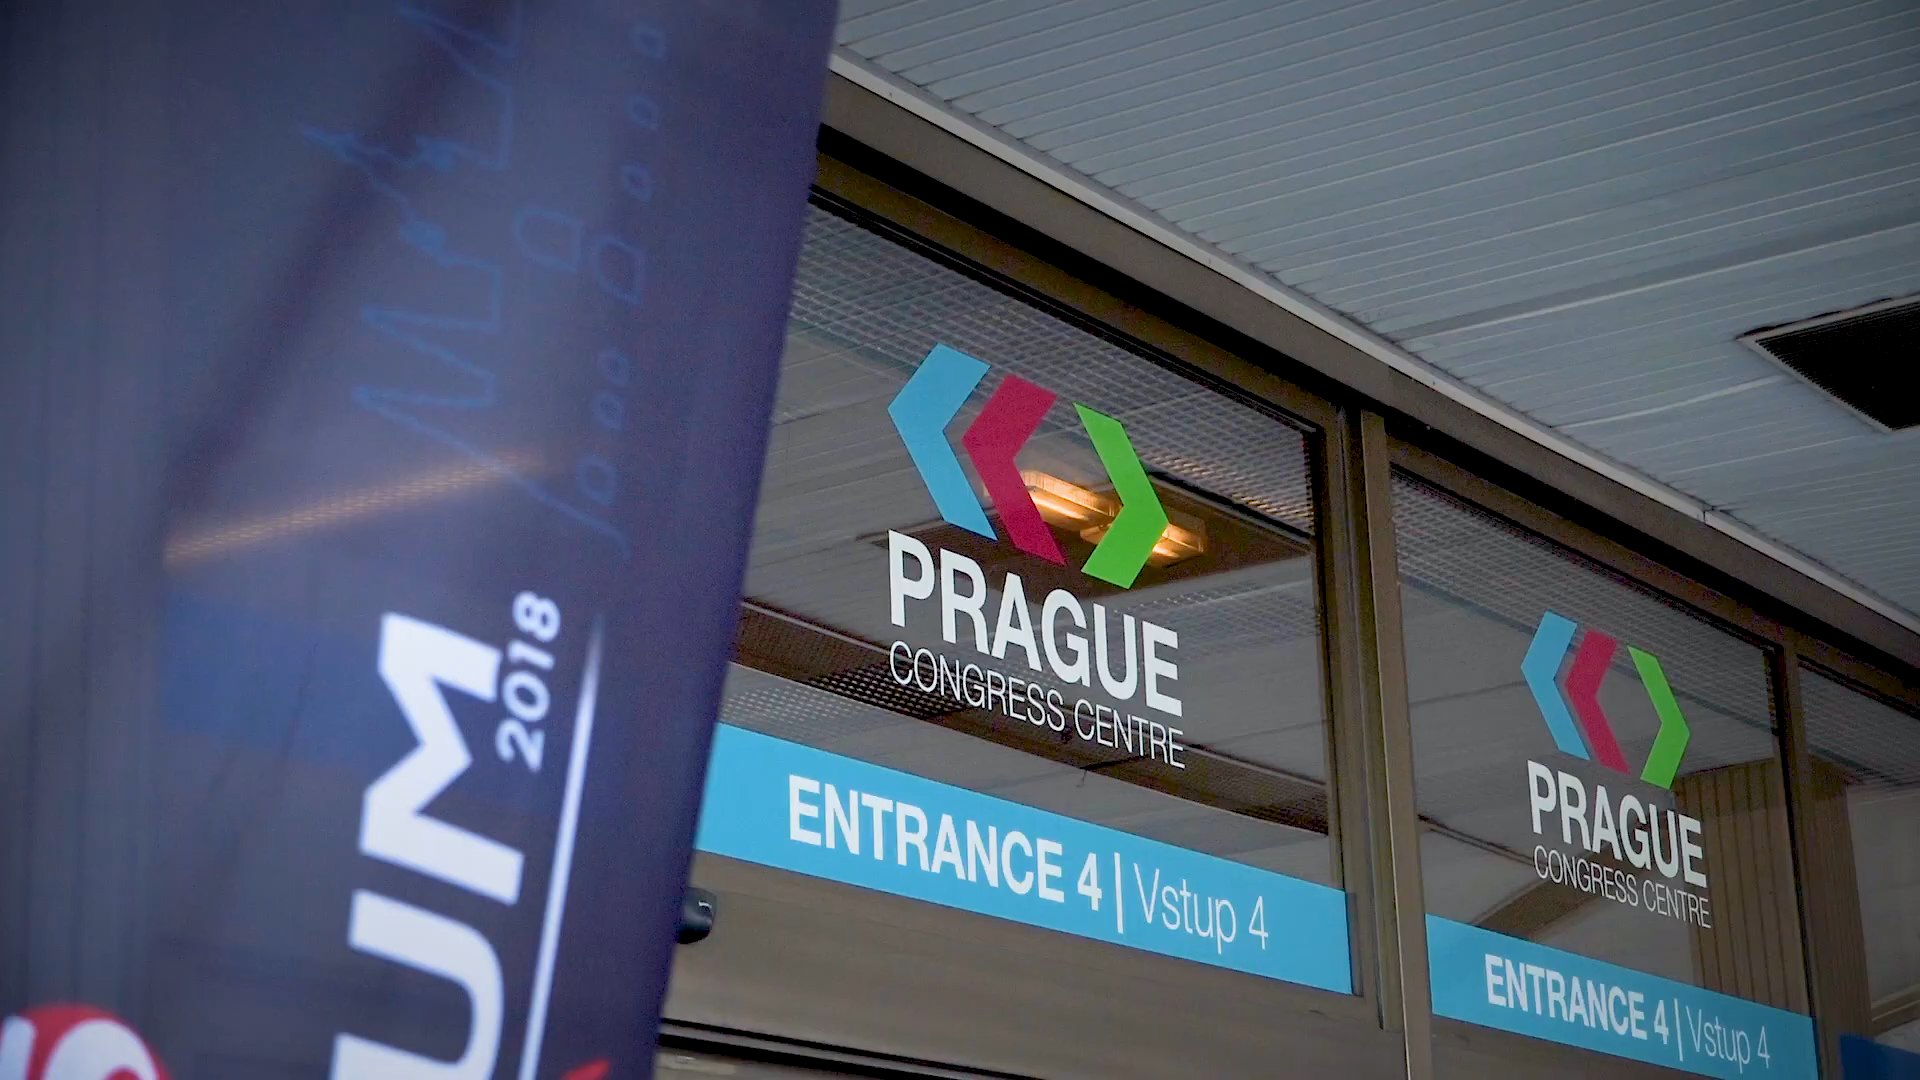 UM
2018
PRAGUE
CONGRESS CENTRE
ENTRANCE 4 | Vstup 4
PRAGUE
CONGRESS CENTRE
ENTRANCE 4 | Vstup 4